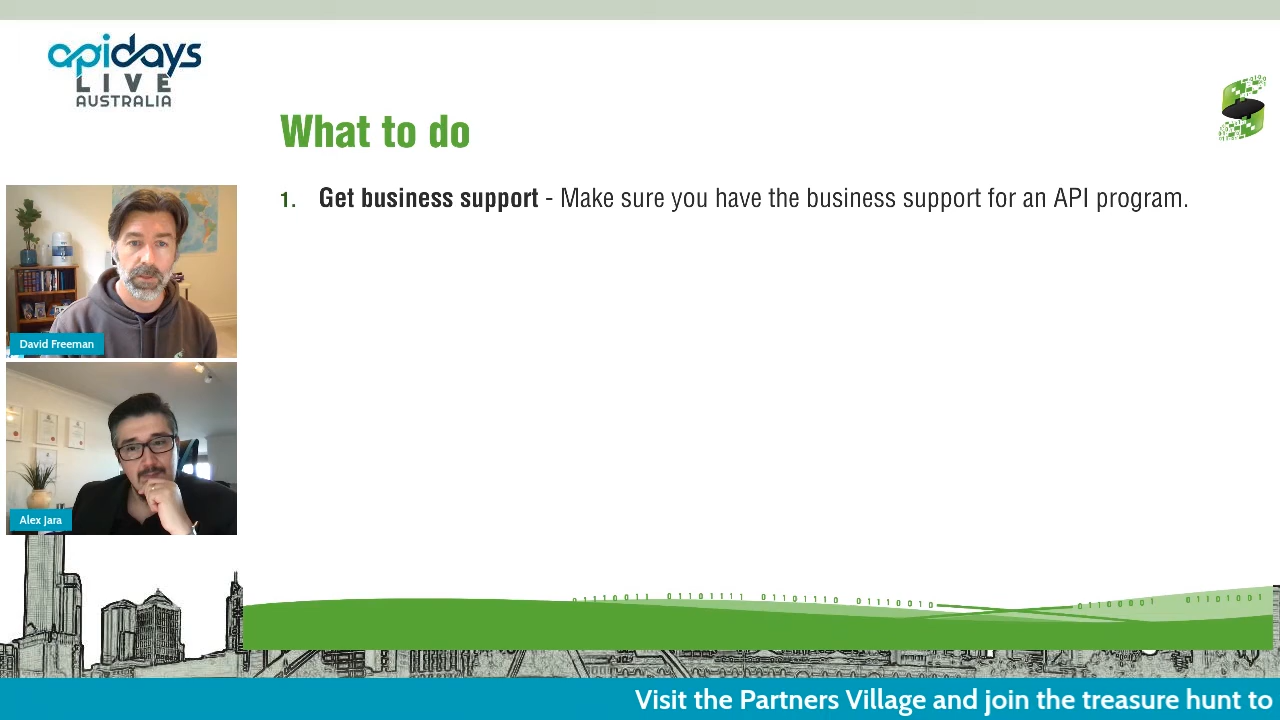 apidays
LIVE
AUSTRALIA
What to do
1. Get business support - Make sure you have the business support for an API program.
David Freeman
Alex Jara
01110011 01101111 01101110 01110010 01100001 01101001
Visit the Partners Village and join the treasure hunt to